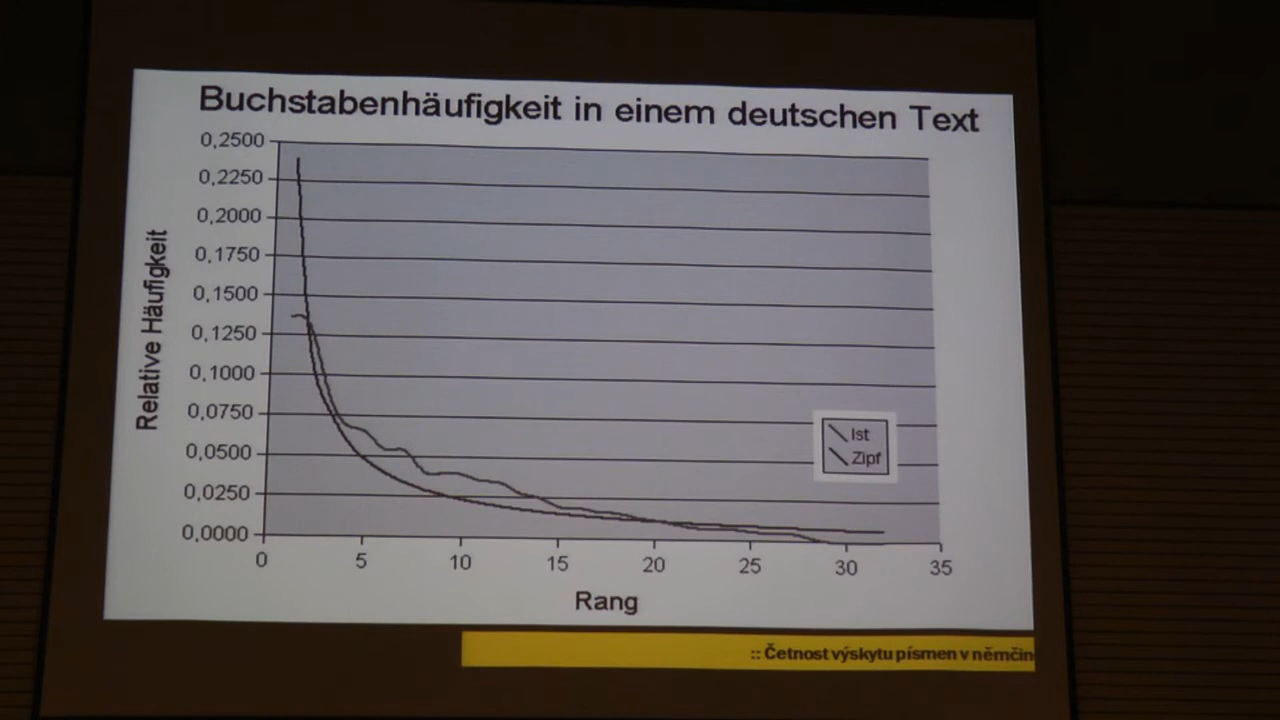 Buchstabenhäufigkeit in einem deutschen Text
0,2500
0,2250
0,2000
0,1750
0,1500
0,1250
0,1000
0,0750
0,0500
0,0250
0,0000
Relative Häufigkeit
Ist
Zipf
0 5 10 15 20 25 30 35
Rang
:: Četnost výskytu písmen v němčin